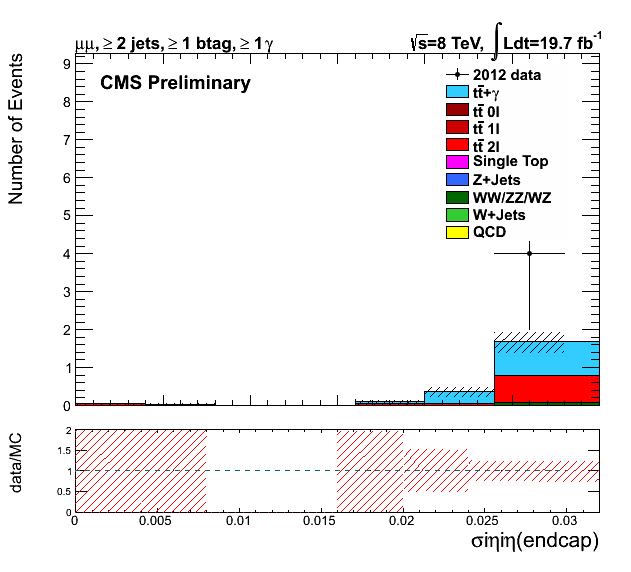 μμ, ≥ 2 jets, ≥ 1 btag, ≥ 1γ
√s=8 TeV, ∫Ldt=19.7 fb⁻¹
CMS Preliminary
2012 data
tt̄+γ
tt̄ 0l
tt̄ 1l
tt̄ 2l
Single Top
Z+Jets
WW/ZZ/WZ
W+Jets
QCD
Number of Events
9
8
7
6
5
4
3
2
1
0
data/MC
2
1.5
1
0.5
0
0 0.005 0.01 0.015 0.02 0.025 0.03
σiηiη(endcap)